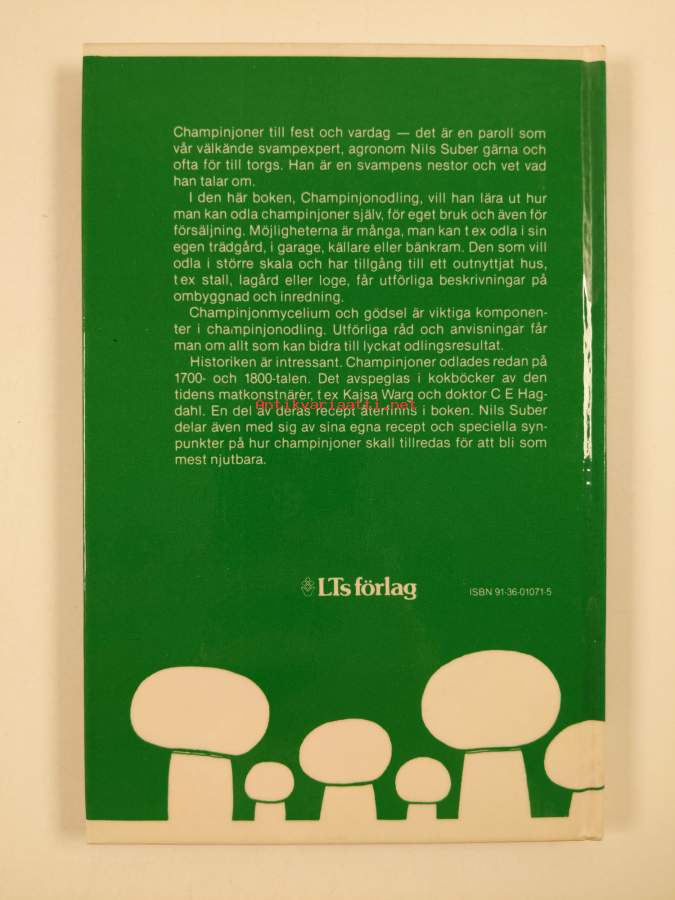 Champinjoner till fest och vardag — det är en paroll som
vår välkände svampexpert, agronom Nils Suber gärna och
ofta för till torgs. Han är en svampens nestor och vet vad
han talar om.
I den här boken, Champinjonodling, vill han lära ut hur
man kan odla champinjoner själv, för eget bruk och även för
försäljning. Möjligheterna är många, man kan t ex odla i sin
egen trädgård, i garage, källare eller bänkram. Den som vill
odla i större skala och har tillgång till ett outnyttjat hus,
t ex stall, lagård eller loge, får utförliga beskrivningar på
ombyggnad och inredning.
Champinjonmycelium och gödsel är viktiga komponen-
ter i champinjonodling. Utförliga råd och anvisningar får
man om allt som kan bidra till lyckat odlingsresultat.
Historiken är intressant. Champinjoner odlades redan på
1700- och 1800-talen. Det avspeglas i kokböcker av den
tidens matkonstnärer, t ex Kajsa Warg och doktor C E Hag-
dahl. En del av deras recept återfinns i boken. Nils Suber
delar även med sig av sina egna recept och speciella syn-
punkter på hur champinjoner skall tillredas för att bli som
mest njutbara.
Antikvariaatti.net
LTs förlag
ISBN 91-36-01071-5